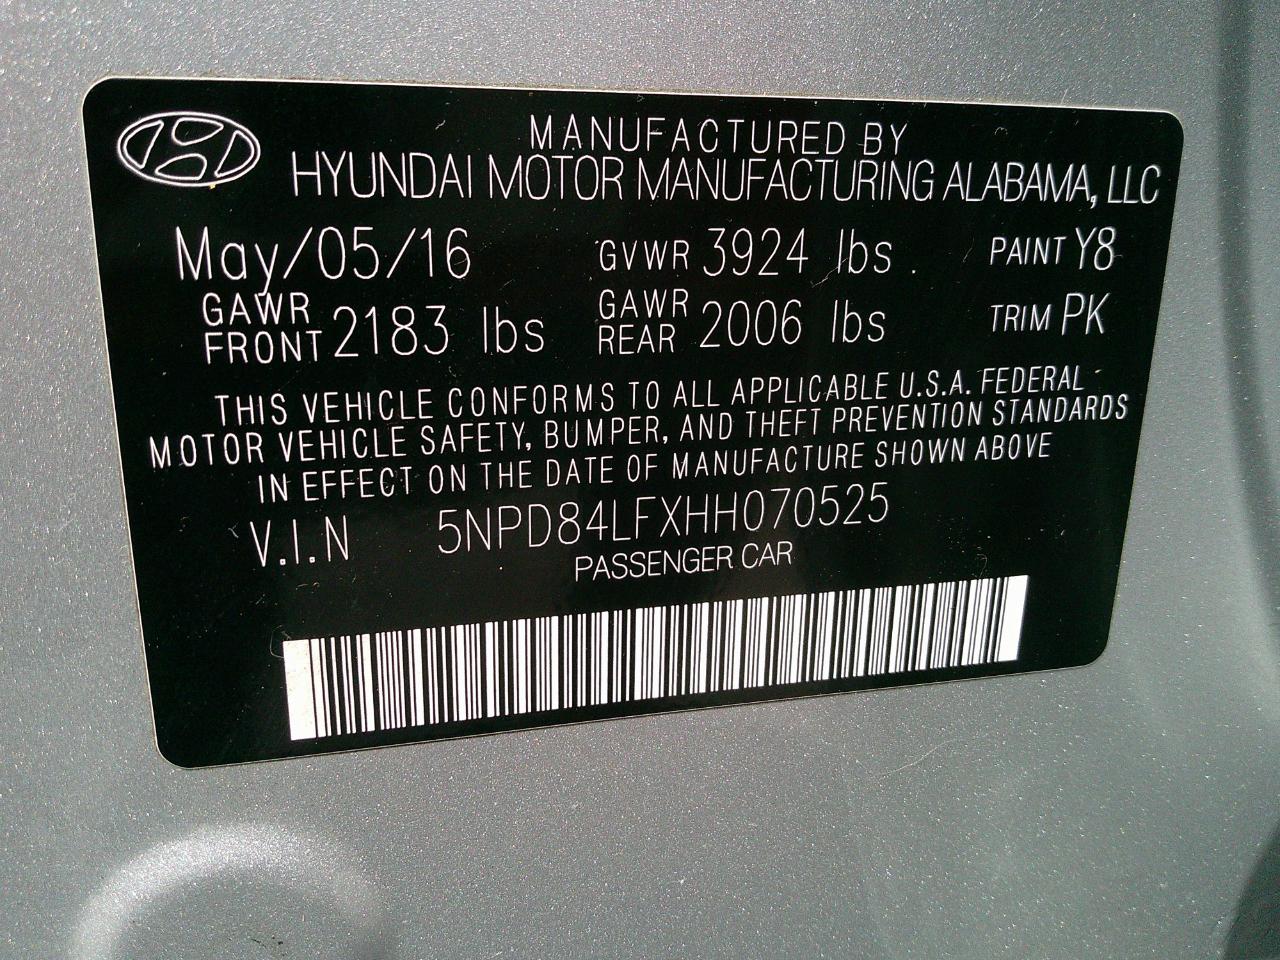 MANUFACTURED BY
HYUNDAI MOTOR MANUFACTURING ALABAMA, LLC
May/05/16 GVWR 3924 lbs. PAINT Y8
GAWR FRONT 2183 lbs GAWR REAR 2006 lbs TRIM PK
THIS VEHICLE CONFORMS TO ALL APPLICABLE U.S.A. FEDERAL
MOTOR VEHICLE SAFETY, BUMPER, AND THEFT PREVENTION STANDARDS
IN EFFECT ON THE DATE OF MANUFACTURE SHOWN ABOVE
V.I.N 5NPD84LFXHH070525
PASSENGER CAR